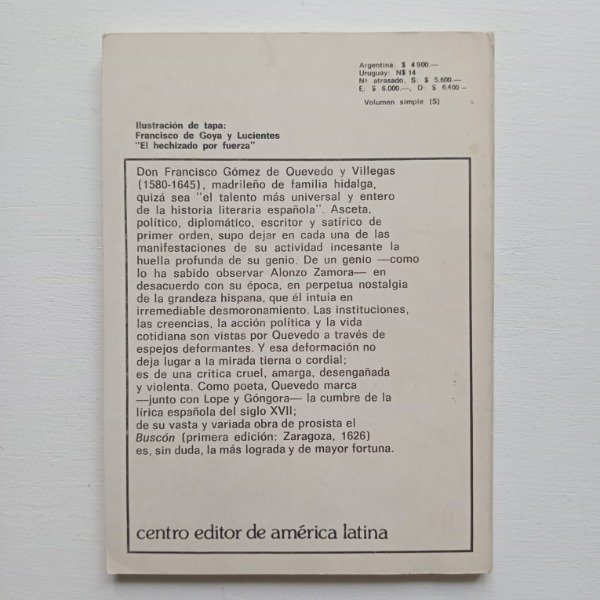 Argentina: $ 4 900.—
Uruguay: N$ 14
Nº atrasado. S: $ 5.600.—
E: $ 6.000.—, D: $ 6.400 —
Volumen simple (S)
Ilustración de tapa:
Francisco de Goya y Lucientes
"El hechizado por fuerza"
Don Francisco Gómez de Quevedo y Villegas
(1580-1645), madrileño de familia hidalga,
quizá sea "el talento más universal y entero
de la historia literaria española". Asceta,
político, diplomático, escritor y satírico de
primer orden, supo dejar en cada una de las
manifestaciones de su actividad incesante la
huella profunda de su genio. De un genio —como
lo ha sabido observar Alonzo Zamora— en
desacuerdo con su época, en perpetua nostalgia
de la grandeza hispana, que él intuia en
irremediable desmoronamiento. Las instituciones,
las creencias, la acción política y la vida
cotidiana son vistas por Quevedo a través de
espejos deformantes. Y esa deformación no
deja lugar a la mirada tierna o cordial;
es de una crítica cruel, amarga, desengañada
y violenta. Como poeta, Quevedo marca
—junto con Lope y Góngora— la cumbre de la
lírica española del siglo XVII;
de su vasta y variada obra de prosista el
Buscón (primera edición: Zaragoza, 1626)
es, sin duda, la más lograda y de mayor fortuna.
centro editor de américa latina